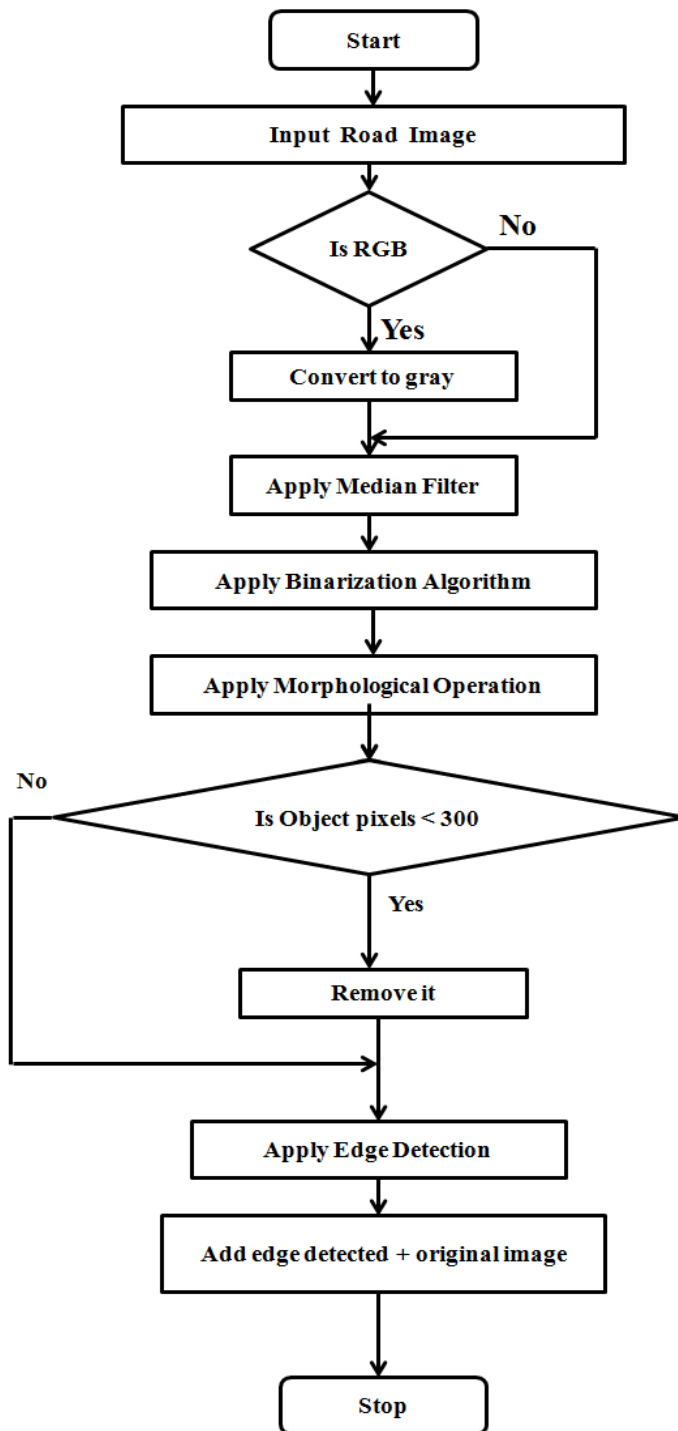 Start
Input Road Image
Is RGB
No
Yes
Convert to gray
Apply Median Filter
Apply Binarization Algorithm
Apply Morphological Operation
No
Is Object pixels < 300
Yes
Remove it
Apply Edge Detection
Add edge detected + original image
Stop